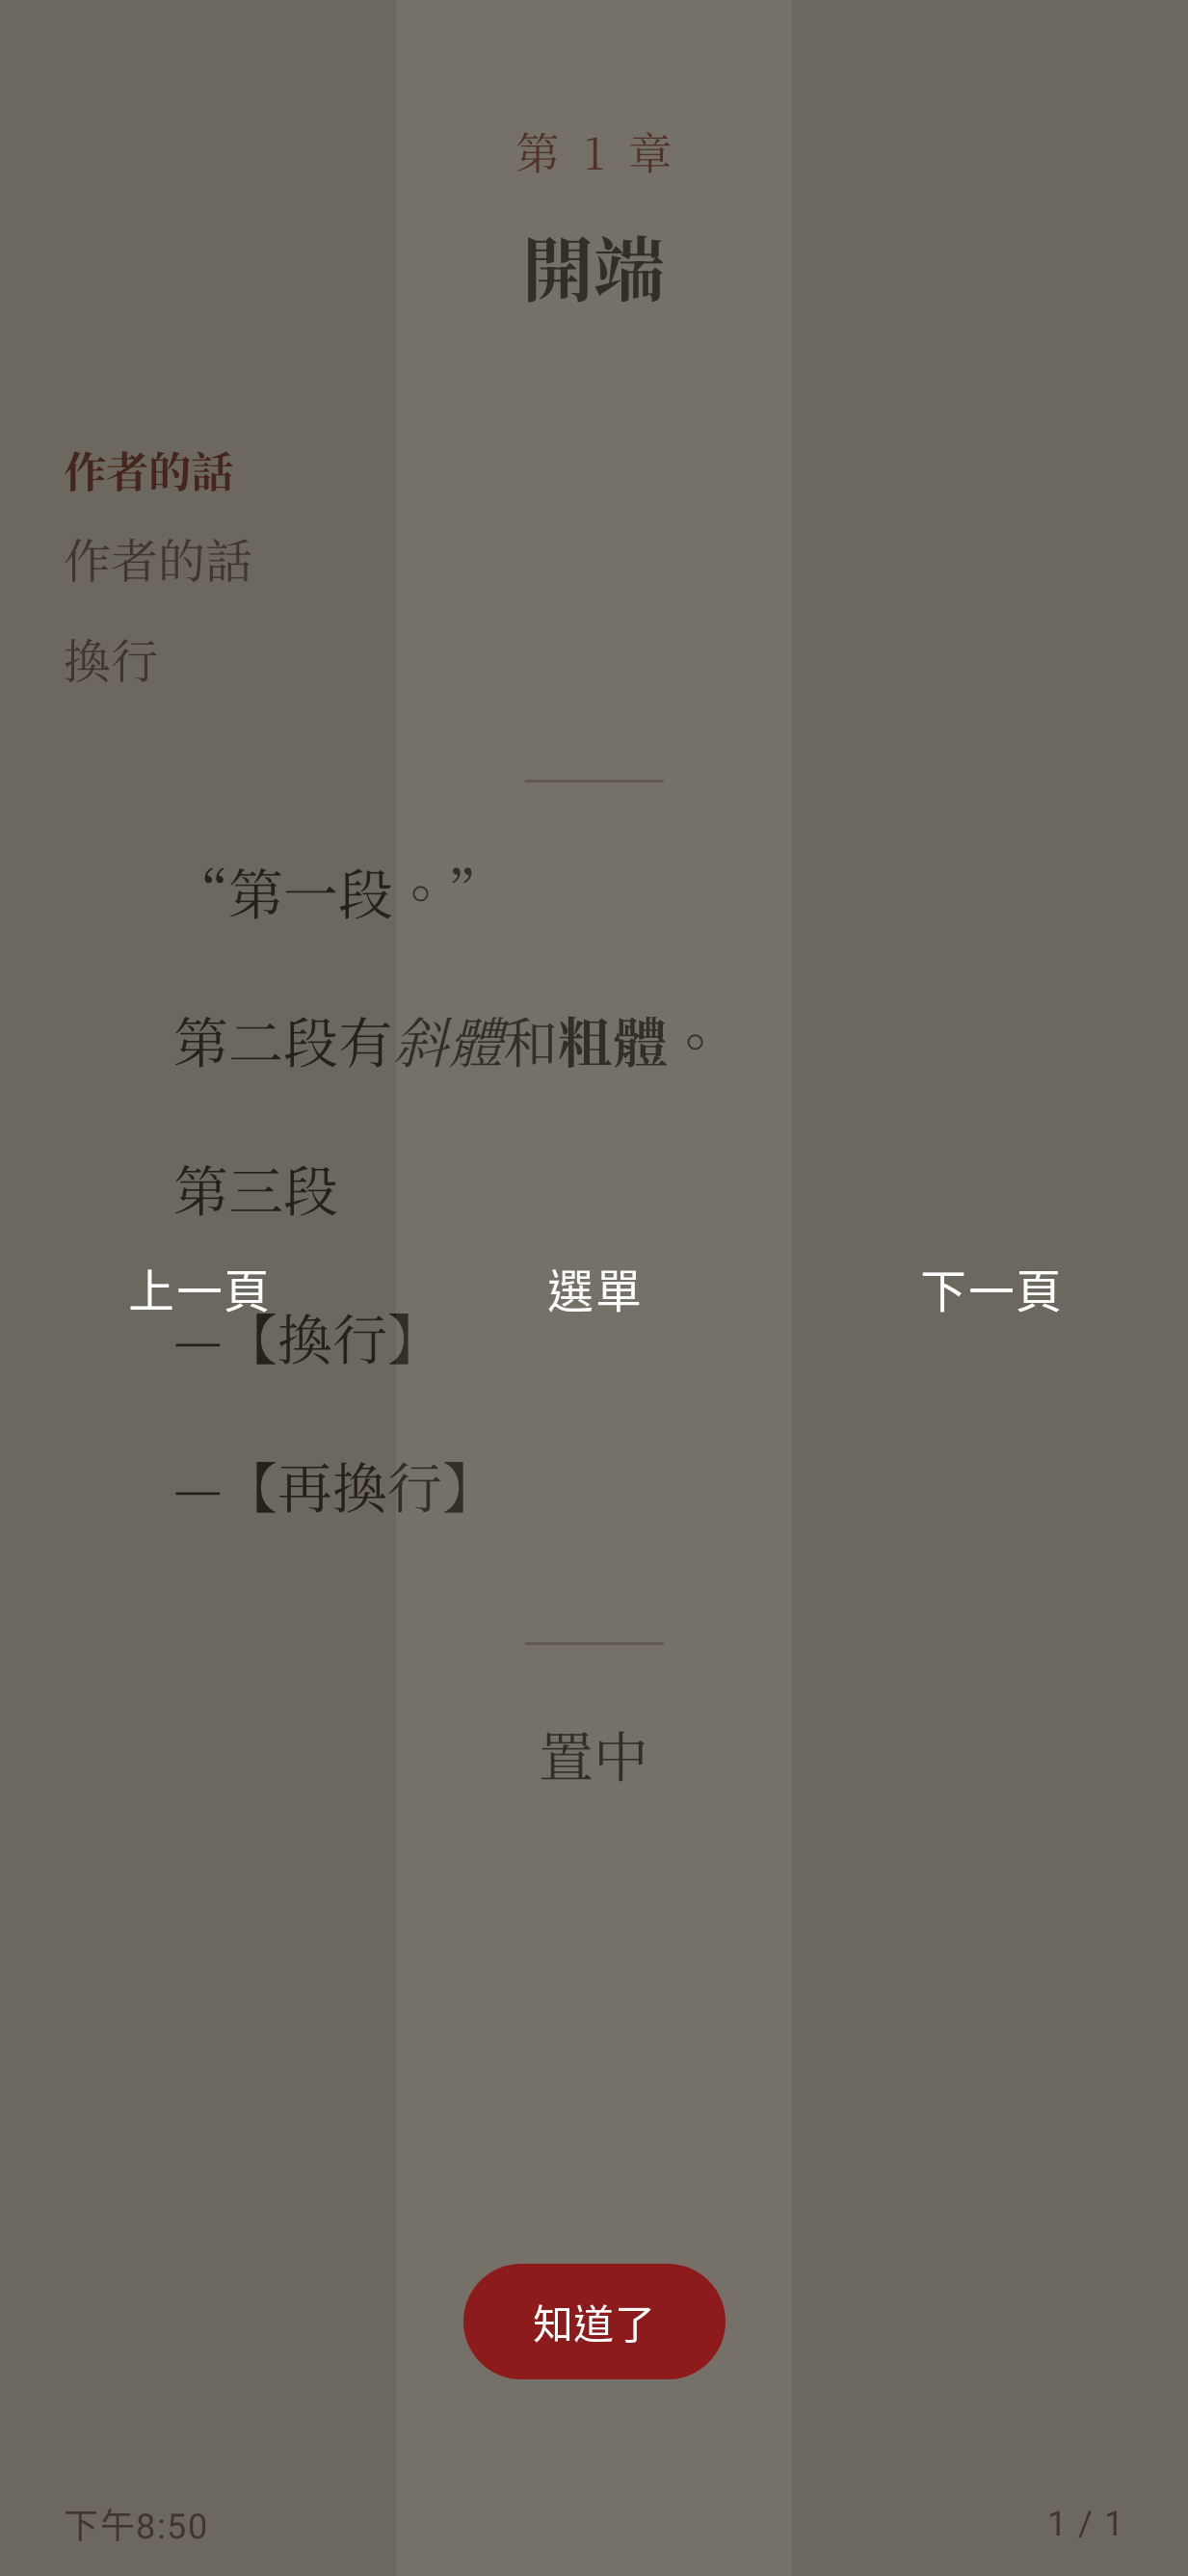 第 1 章
開端
作者的話
作者的話
換行
“第一段。”
第二段有斜體和粗體。
第三段
上一頁 選單 下一頁
—【換行】
—【再換行】
置中
知道了
下午8:50 1 / 1